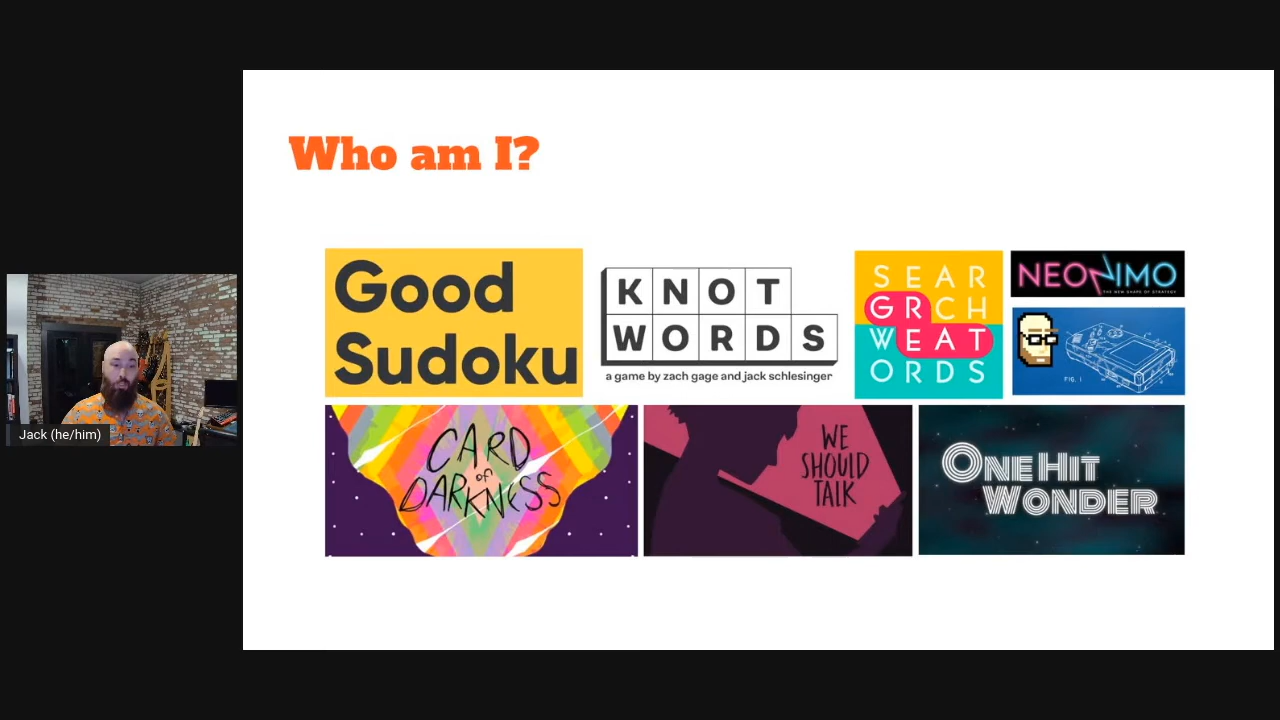 Who am I?
Good
Sudoku
KNOT
WORDS
a game by zach gage and jack schlesinger
SEAR
GRCH
WEAT
ORDS
NEONIMO
THE NEW SHAPE OF STRATEGY
FIG. 1
CARD
of
DARKNESS
WE
SHOULD
TALK
ONE HIT
WONDER
Jack (he/him)